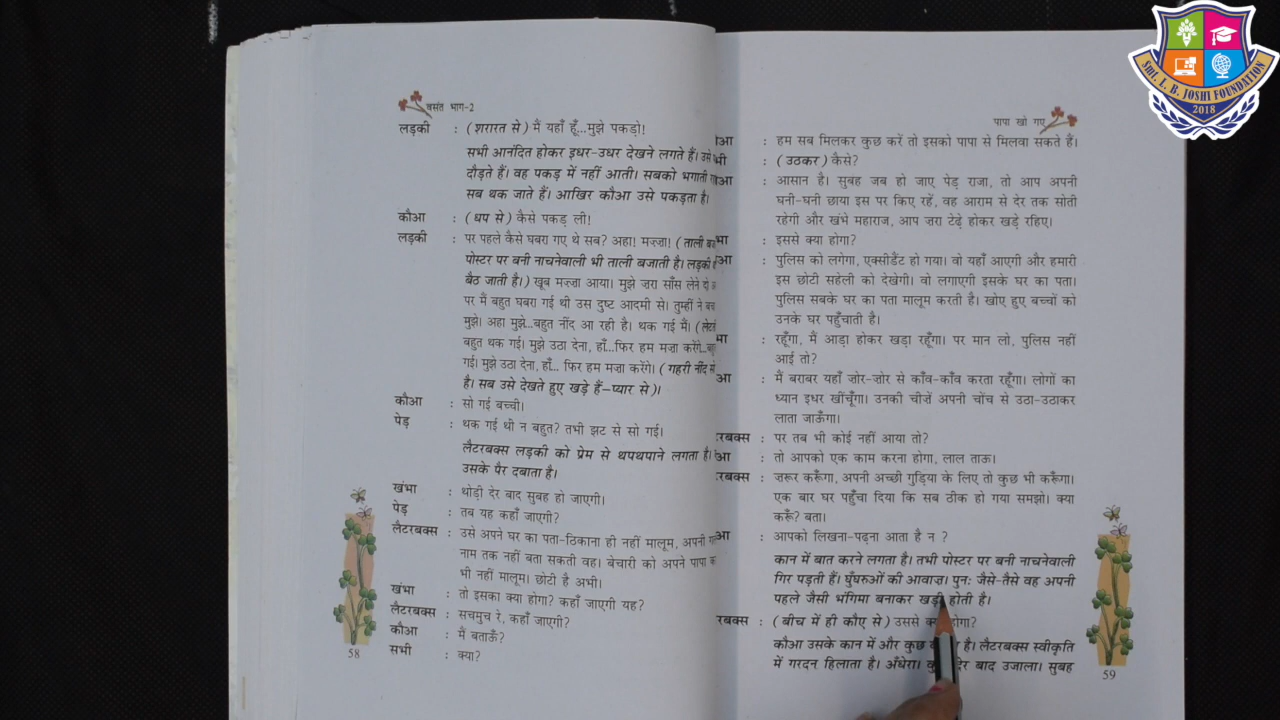 वसंत भाग-2
लड़की : (शरारत से) मैं यहाँ हूँ...मुझे पकड़ो!
सभी आनंदित होकर इधर-उधर देखने लगते हैं। उसे
दौड़ते हैं। वह पकड़ में नहीं आती। सबको भगाती
सब थक जाते हैं। आखिर कौआ उसे पकड़ता है।
कौआ : (धप से) कैसे पकड़ ली!
लड़की : पर पहले कैसे घबरा गए थे सब? अहा! मज़्जा! (ताली
पोस्टर पर बनी नाचनेवाली भी ताली बजाती है। लड़की
बैठ जाती है।) खूब मज़्जा आया। मुझे ज़रा साँस लेने दो
पर मैं बहुत घबरा गई थी उस दुष्ट आदमी से। तुम्हीं ने
मुझे। अहा मुझे...बहुत नींद आ रही है। थक गई मैं। (
बहुत थक गई। मुझे उठा देना, हाँ...फिर हम मज़ा करेंगे...
गई। मुझे उठा देना, हाँ... फिर हम मज़ा करेंगे। (गहरी नींद
है। सब उसे देखते हुए खड़े हैं—प्यार से)।
कौआ : सो गई बच्ची।
पेड़ : थक गई थी न बहुत? तभी झट से सो गई।
लैटरबक्स लड़की को प्रेम से थपथपाने लगता है।
उसके पैर दबाता है।
खंभा : थोड़ी देर बाद सुबह हो जाएगी।
पेड़ : तब यह कहाँ जाएगी?
लैटरबक्स : उसे अपने घर का पता-ठिकाना ही नहीं मालूम, अपनी
नाम तक नहीं बता सकती वह। बेचारी को अपने पापा का
भी नहीं मालूम। छोटी है अभी।
खंभा : तो इसका क्या होगा? कहाँ जाएगी यह?
लैटरबक्स : सचमुच रे, कहाँ जाएगी?
कौआ : मैं बताऊँ?
सभी : क्या?
58
पापा खो गए
: हम सब मिलकर कुछ करें तो इसको पापा से मिलवा सकते हैं।
: (उठकर) कैसे?
: आसान है। सुबह जब हो जाए पेड़ राजा, तो आप अपनी
घनी-घनी छाया इस पर किए रहें, वह आराम से देर तक सोती
रहेगी और खंभे महाराज, आप ज़रा टेढ़े होकर खड़े रहिए।
: इससे क्या होगा?
: पुलिस को लगेगा, एक्सीडैंट हो गया। वो यहाँ आएगी और हमारी
इस छोटी सहेली को देखेगी। वो लगाएगी इसके घर का पता।
पुलिस सबके घर का पता मालूम करती है। खोए हुए बच्चों को
उनके घर पहुँचाती है।
: रहूँगा, मैं आड़ा होकर खड़ा रहूँगा। पर मान लो, पुलिस नहीं
आई तो?
: मैं बराबर यहाँ ज़ोर-ज़ोर से काँव-काँव करता रहूँगा। लोगों का
ध्यान इधर खींचूँगा। उनकी चीज़ें अपनी चोंच से उठा-उठाकर
लाता जाऊँगा।
टरबक्स : पर तब भी कोई नहीं आया तो?
: तो आपको एक काम करना होगा, लाल ताऊ।
टरबक्स : ज़रूर करूँगा, अपनी अच्छी गुड़िया के लिए तो कुछ भी करूँगा।
एक बार घर पहुँचा दिया कि सब ठीक हो गया समझो। क्या
करूँ? बता।
: आपको लिखना-पढ़ना आता है न ?
कान में बात करने लगता है। तभी पोस्टर पर बनी नाचनेवाली
गिर पड़ती हैं। घुँघरुओं की आवाज़। पुनः जैसे-तैसे वह अपनी
पहले जैसी भंगिमा बनाकर खड़ी होती है।
टरबक्स : (बीच में ही कौए से) उससे होगा?
कौआ उसके कान में और कुछ है। लैटरबक्स स्वीकृति
में गरदन हिलाता है। अँधेरा। देर बाद उजाला। सुबह
59
Smt. L. B. JOSHI FOUNDATION
2018